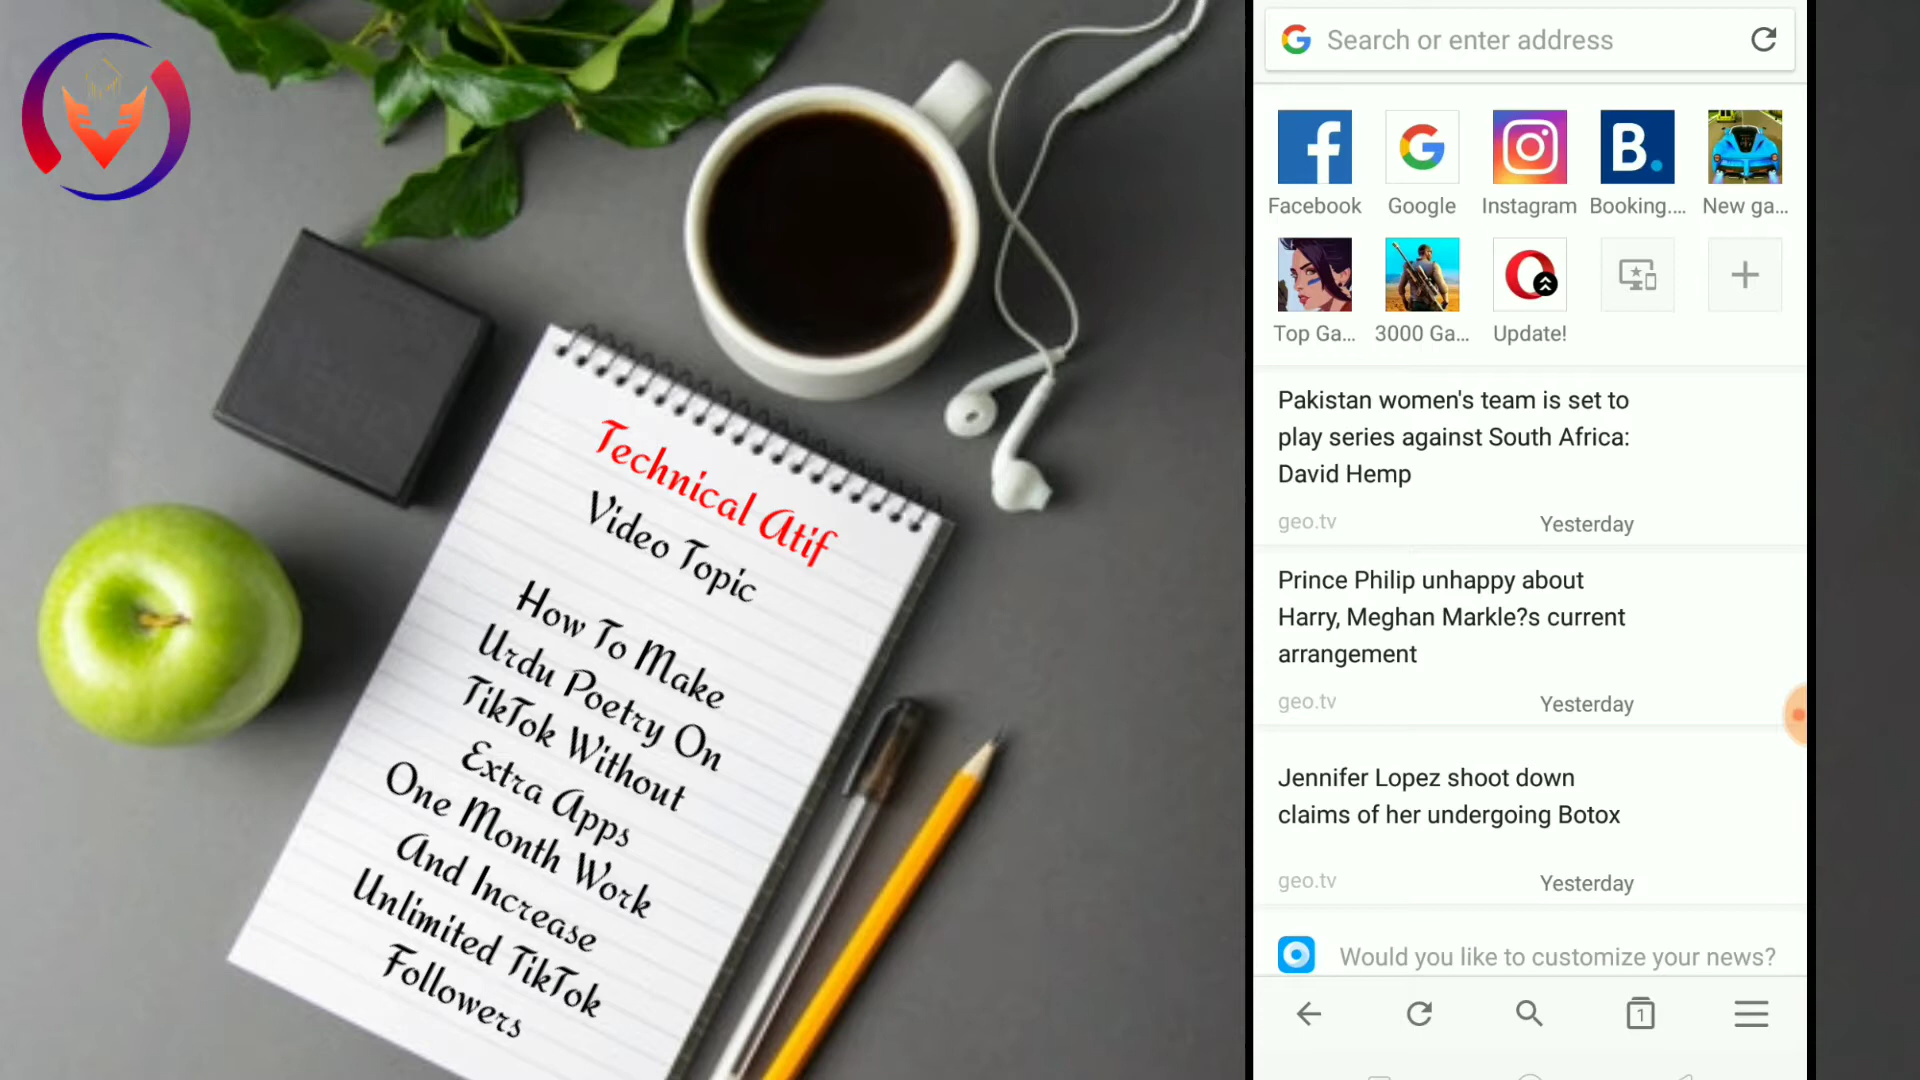 Technical Atif
Video Topic
How To Make
Urdu Poetry On
TikTok Without
Extra Apps
One Month Work
And Increase
Unlimited TikTok
Followers
Search or enter address
Facebook
Google
Instagram
Booking....
New ga...
Top Ga...
3000 Ga...
Update!
Pakistan women's team is set to
play series against South Africa:
David Hemp
geo.tv Yesterday
Prince Philip unhappy about
Harry, Meghan Markle?s current
arrangement
geo.tv Yesterday
Jennifer Lopez shoot down
claims of her undergoing Botox
geo.tv Yesterday
Would you like to customize your news?
1